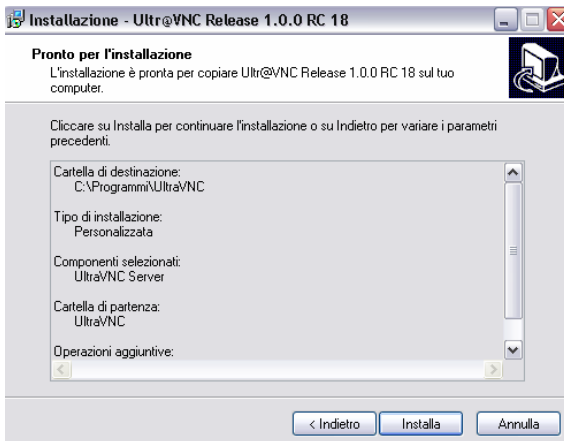 Installazione - Ultr@VNC Release 1.0.0 RC 18
Pronto per l'installazione
L'installazione è pronta per copiare Ultr@VNC Release 1.0.0 RC 18 sul tuo
computer.
Cliccare su Installa per continuare l'installazione o su Indietro per variare i parametri
precedenti.
Cartella di destinazione:
C:\Programmi\UltraVNC
Tipo di installazione:
Personalizzata
Componenti selezionati:
UltraVNC Server
Cartella di partenza:
UltraVNC
Operazioni aggiuntive:
< Indietro
Installa
Annulla